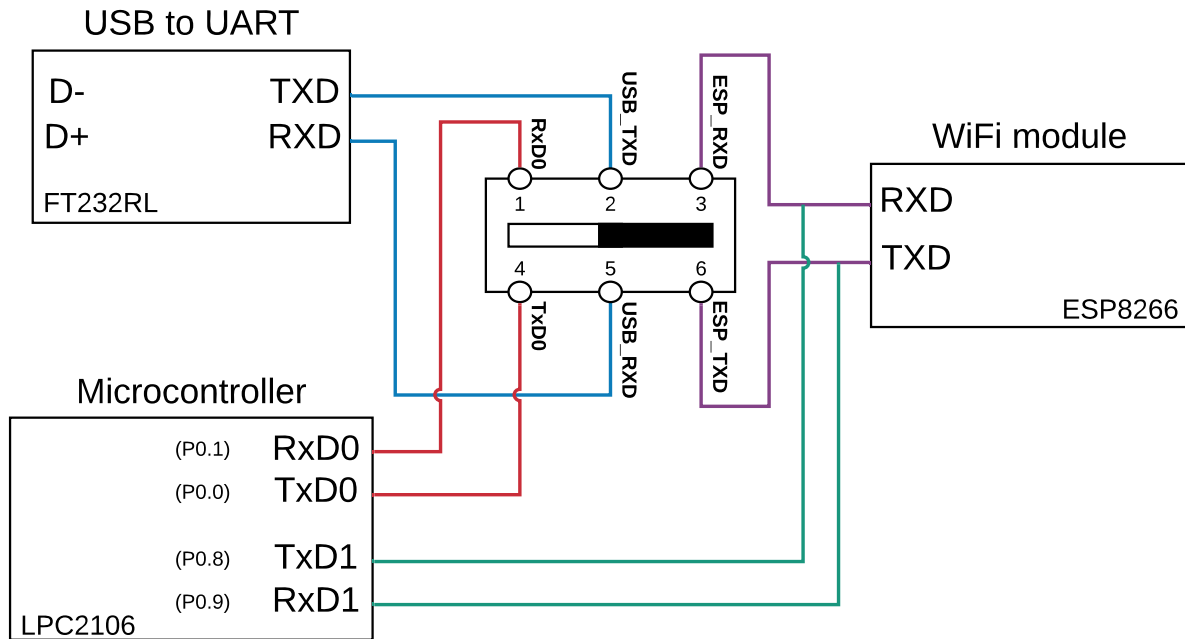 USB to UART
D-
TXD
D+
RXD
FT232RL
RxD0
USB_TXD
ESP_RXD
1
2
3
4
5
6
TxD0
USB_RXD
ESP_TXD
WiFi module
RXD
TXD
ESP8266
Microcontroller
(P0.1) RxD0
(P0.0) TxD0
(P0.8) TxD1
(P0.9) RxD1
LPC2106